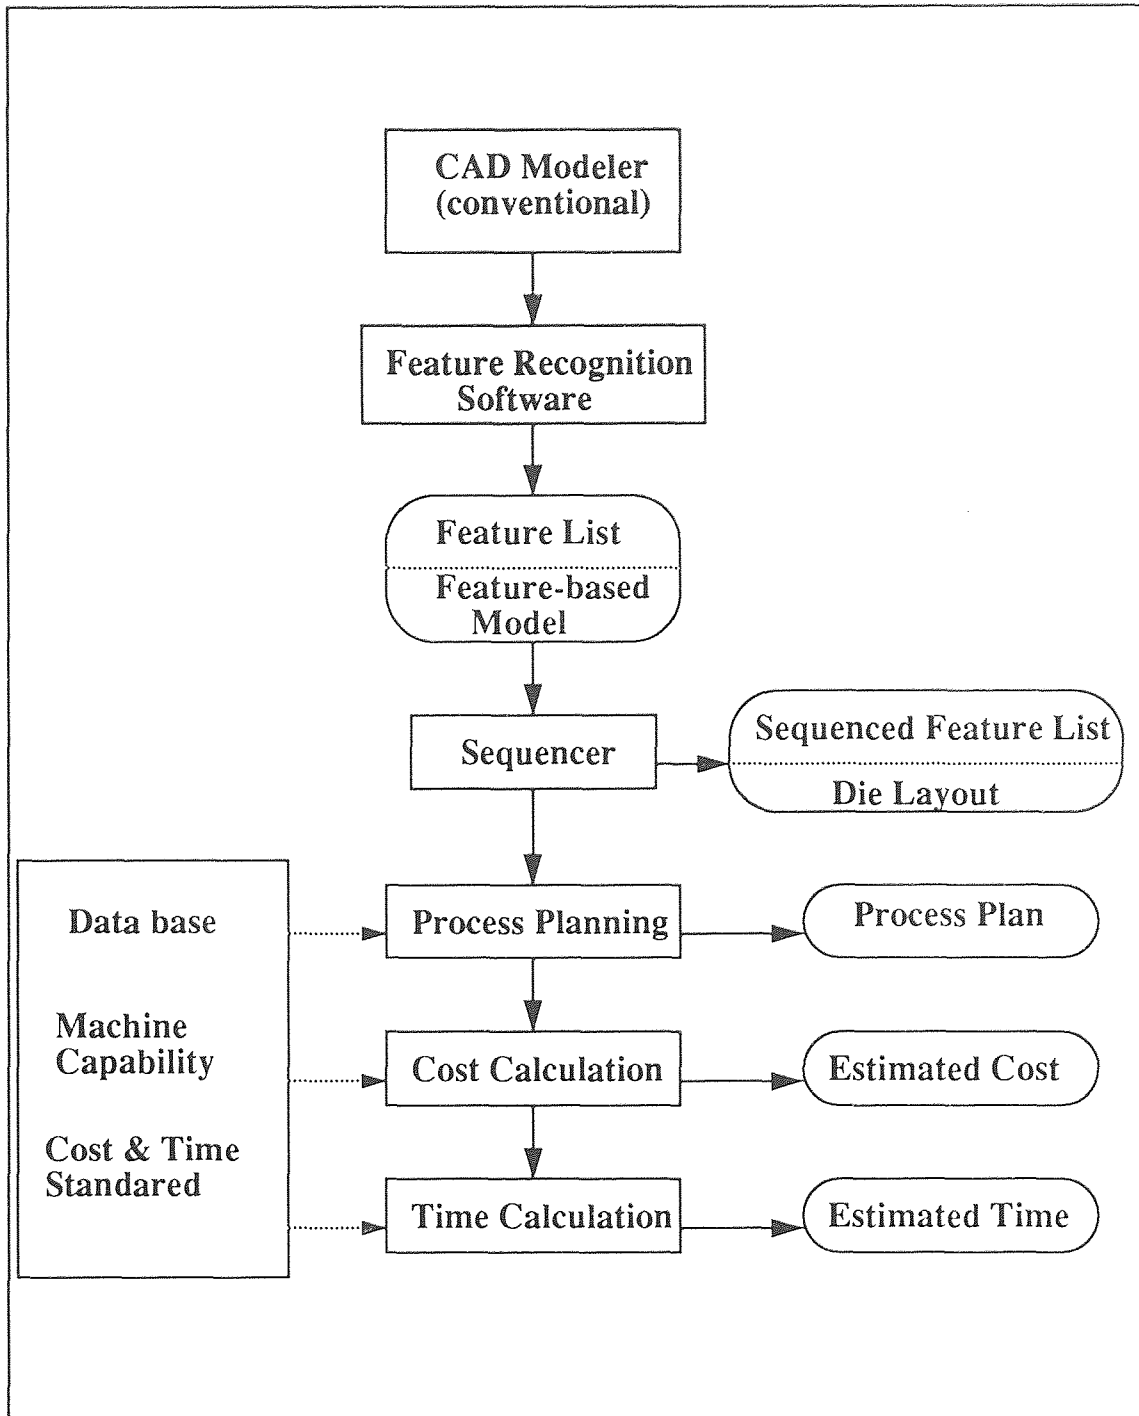 CAD Modeler
(conventional)
Feature Recognition
Software
Feature List
Feature-based
Model
Sequencer
Sequenced Feature List
Die Layout
Data base
Machine
Capability
Cost & Time
Standared
Process Planning
Process Plan
Cost Calculation
Estimated Cost
Time Calculation
Estimated Time